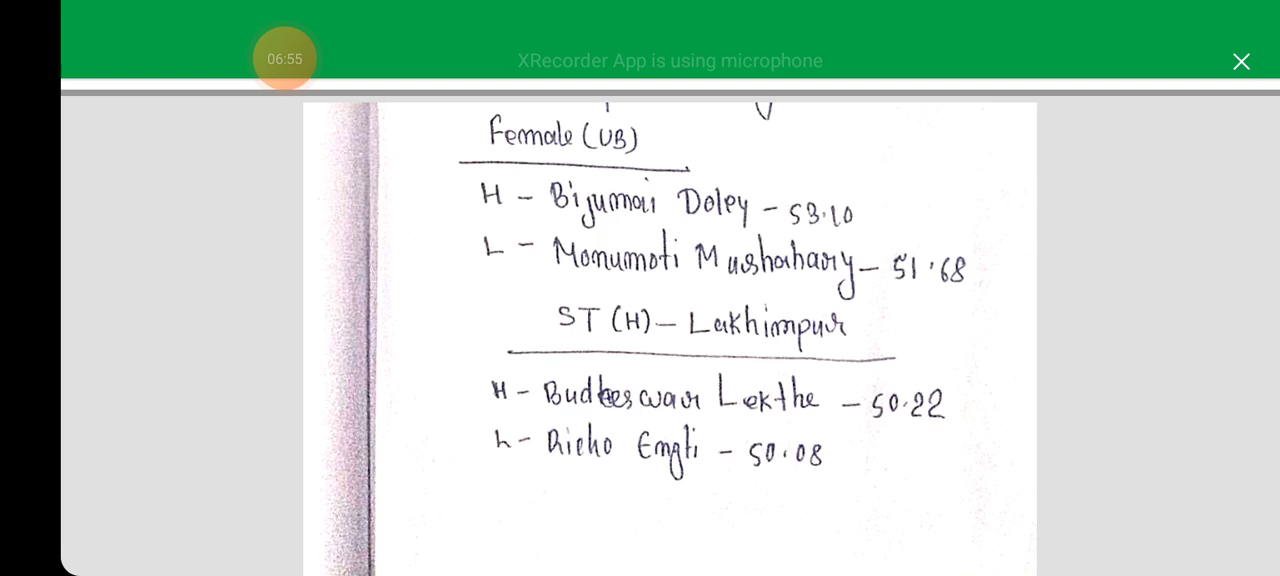 06:55
XRecorder App is using microphone
Female (UB)
H - Bijumai Doley - 53.10
L - Monumoti Mushahary - 51.68
ST (H) - Lakhimpur
H - Budheswar Lekthe - 50.22
L - Richo Engti - 50.08